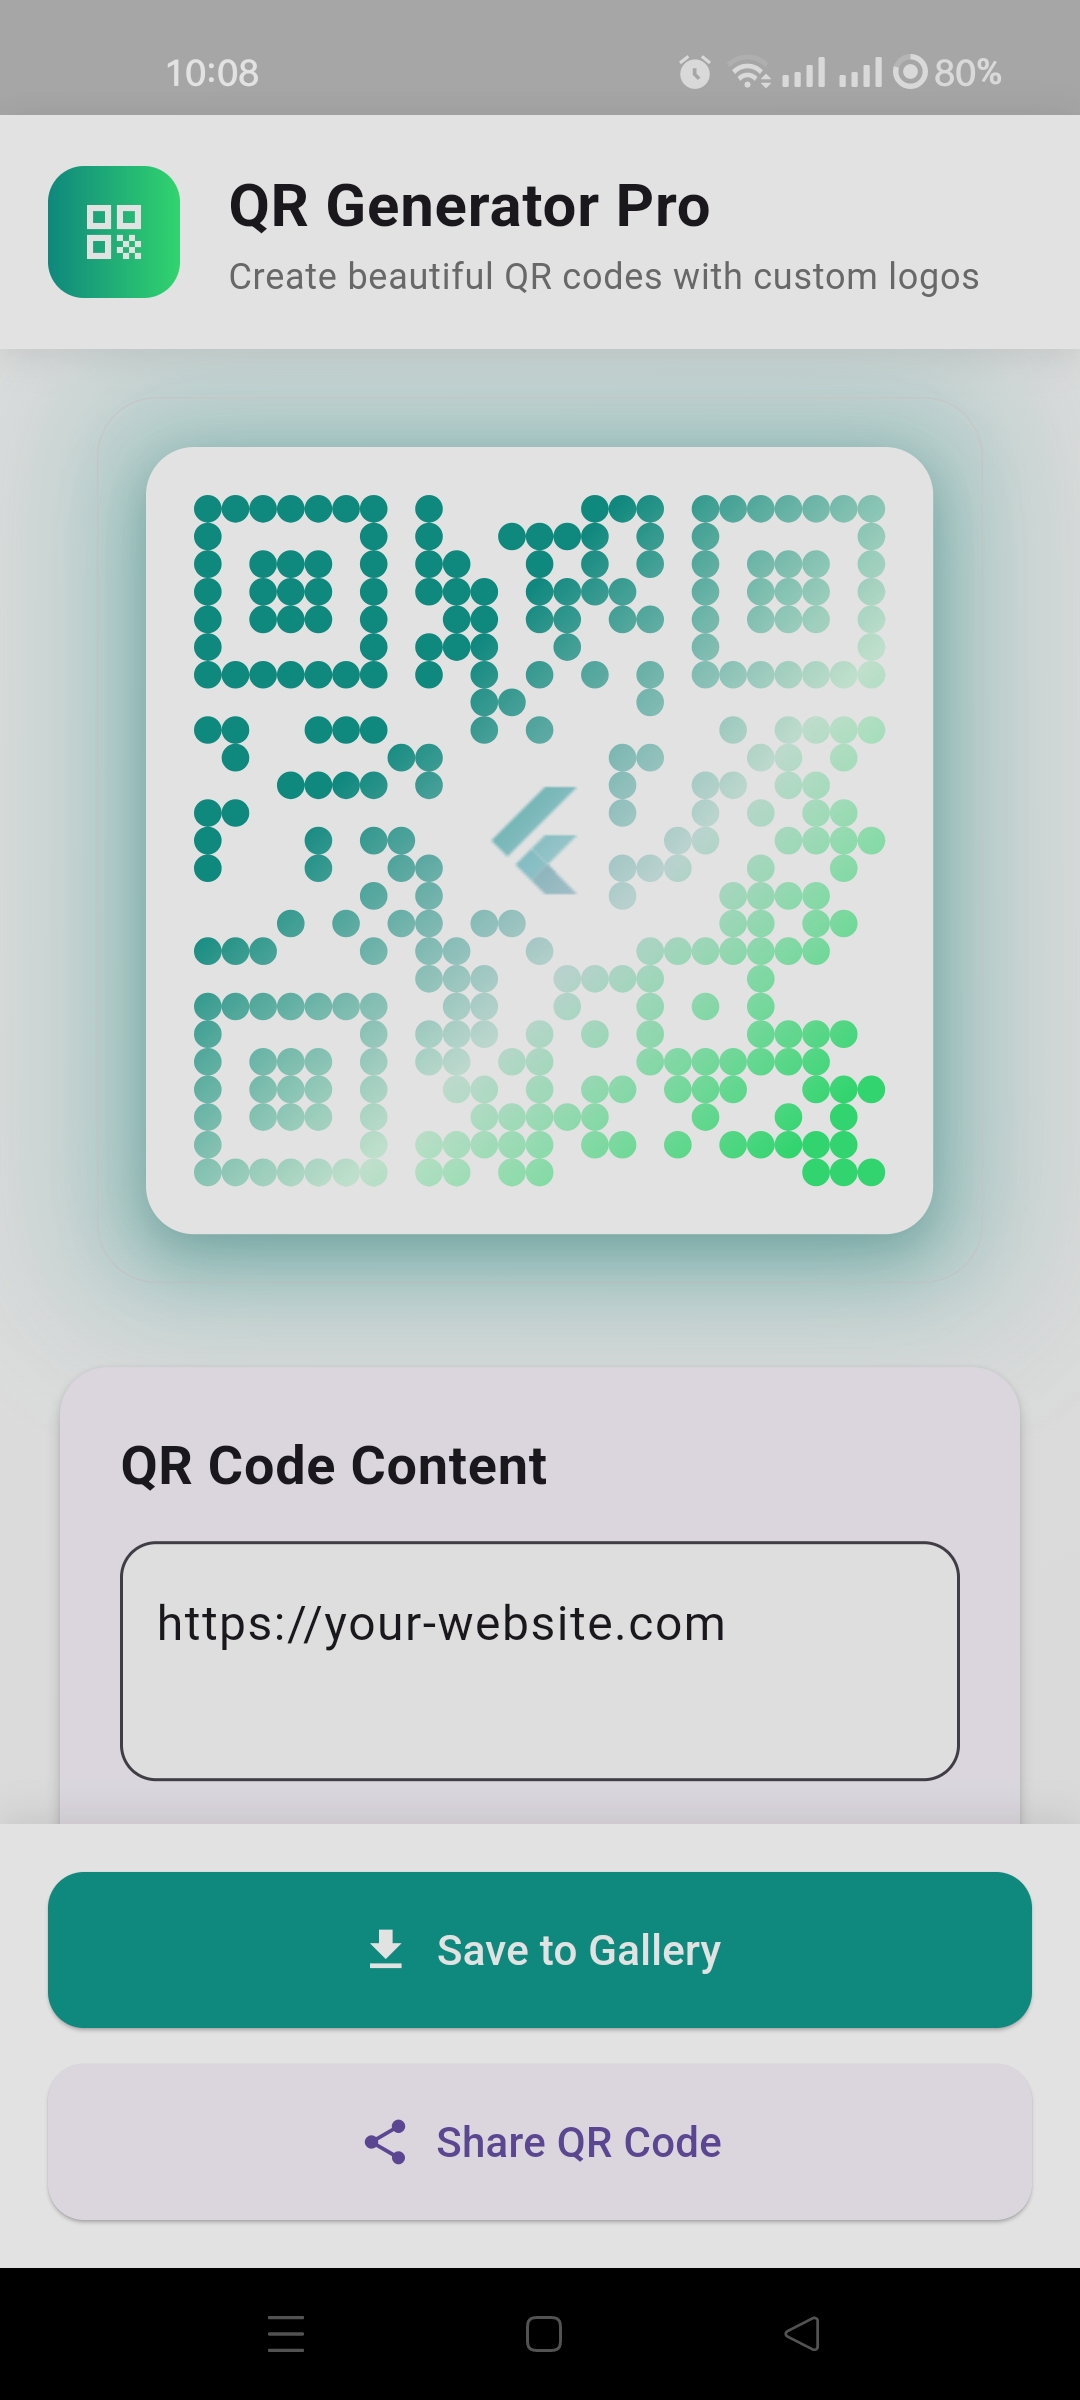 10:08
80%
QR Generator Pro
Create beautiful QR codes with custom logos
QR Code Content
https://your-website.com
Save to Gallery
Share QR Code